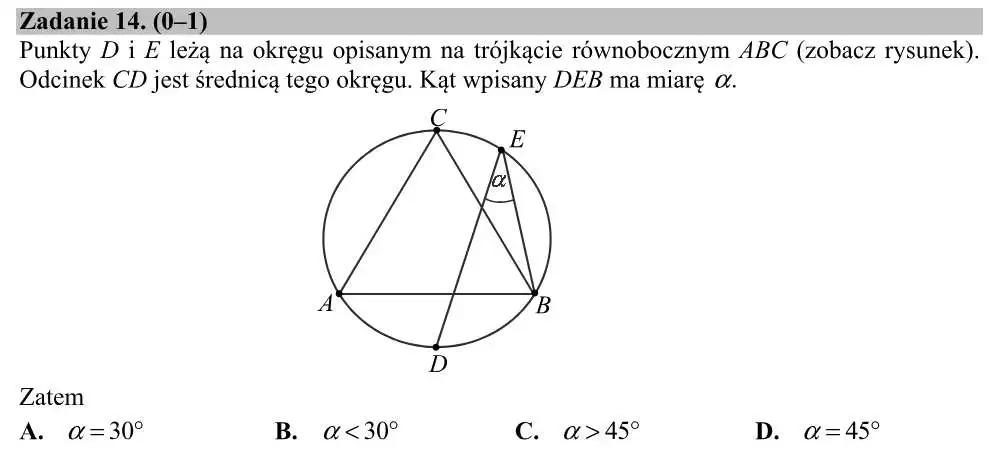 Zadanie 14. (0–1)
Punkty D i E leżą na okręgu opisanym na trójkącie równobocznym ABC (zobacz rysunek).
Odcinek CD jest średnicą tego okręgu. Kąt wpisany DEB ma miarę α.
C
E
α
A
B
D
Zatem
A. α = 30° B. α < 30° C. α > 45° D. α = 45°